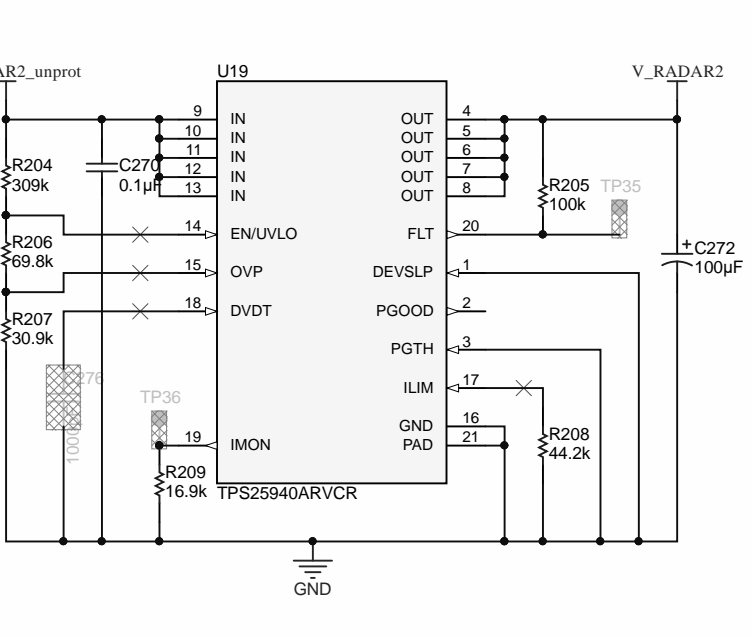 U19
AR2_unprot
V_RADAR2
9
IN
OUT
4
10
IN
OUT
5
11
IN
OUT
6
12
IN
OUT
7
13
IN
OUT
8
R204
309k
C270
0.1µF
R205
100k
TP35
14
EN/UVLO
FLT
20
R206
69.8k
15
OVP
DEVSLP
1
+
C272
100µF
18
DVDT
PGOOD
2
R207
30.9k
PGTH
3
276
ILIM
17
TP36
GND
16
19
IMON
PAD
21
R208
44.2k
R209
16.9k
TPS25940ARVCR
GND